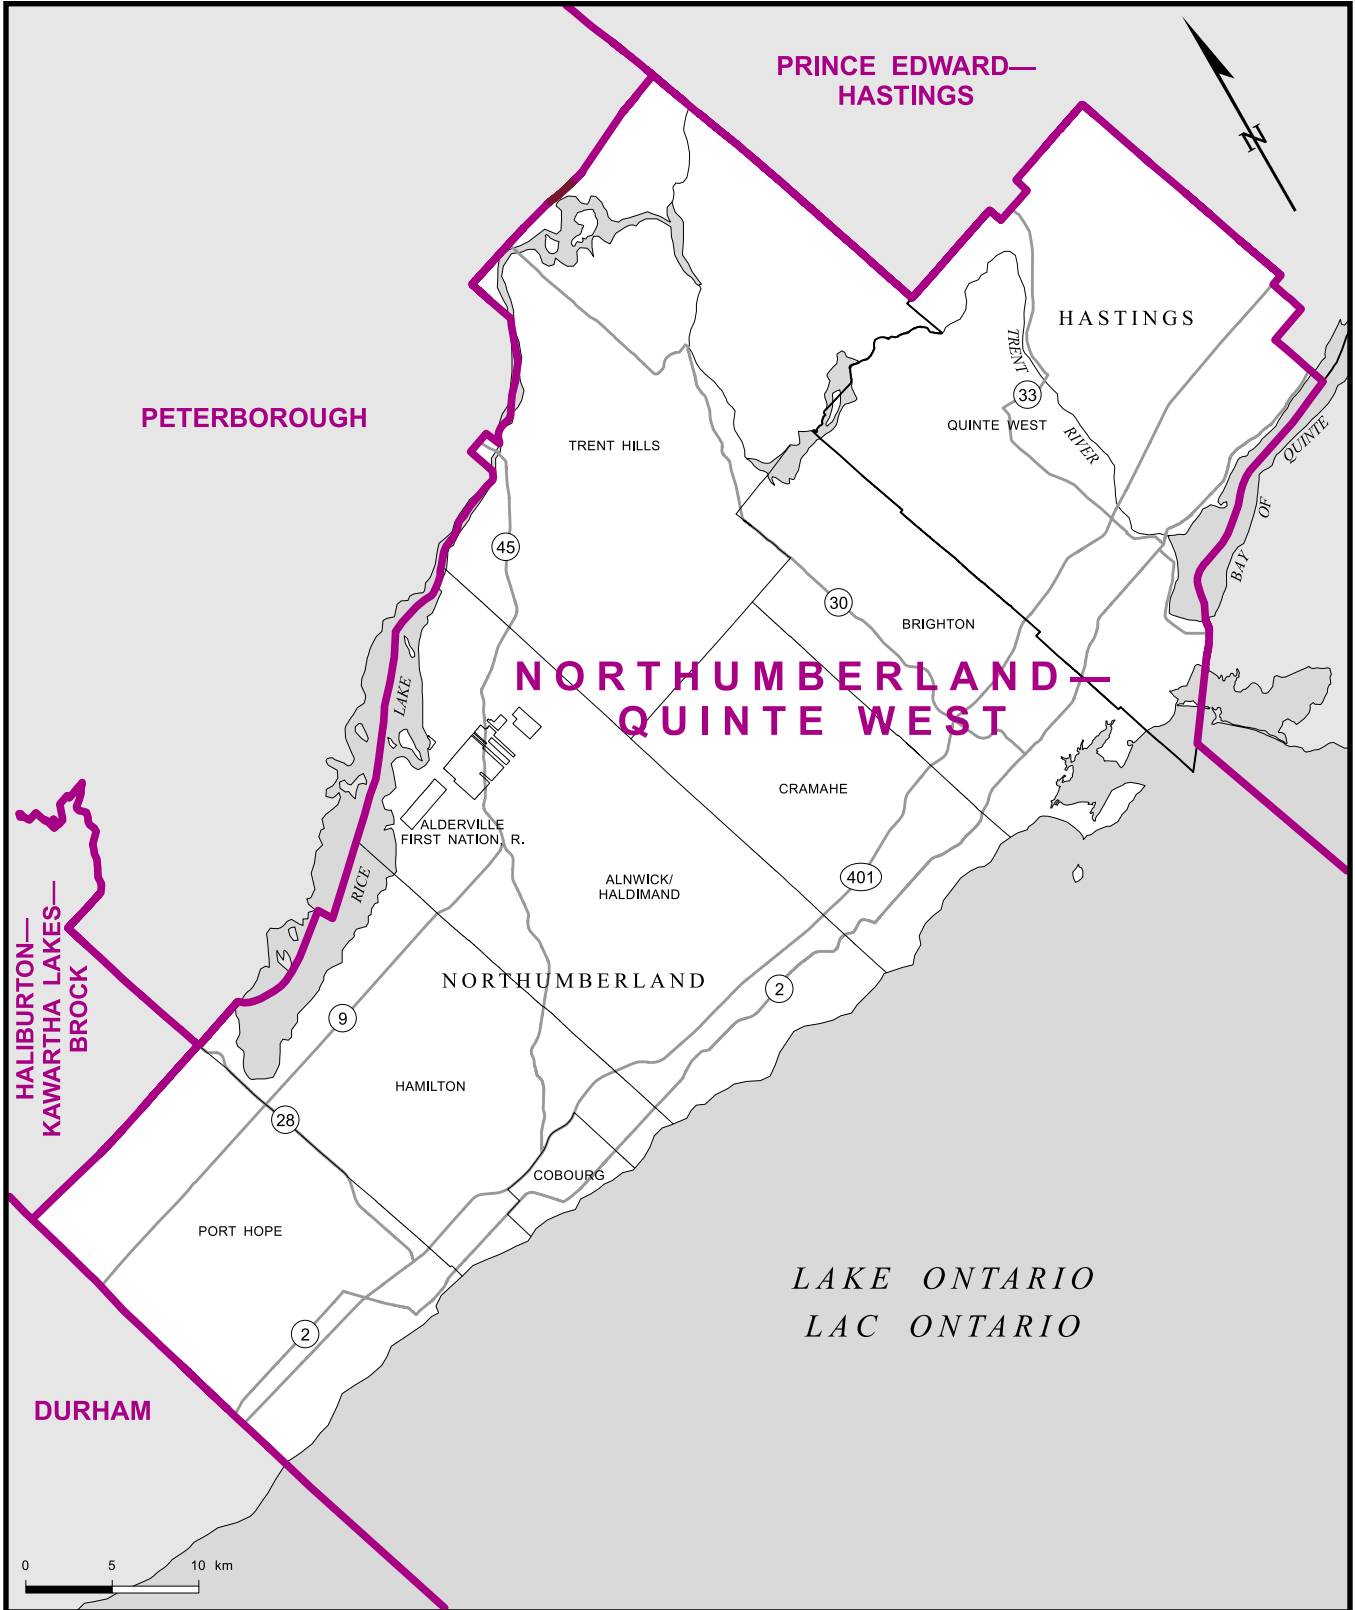 PRINCE EDWARD—
HASTINGS
N
HASTINGS
TRENT
RIVER
33
QUINTE WEST
PETERBOROUGH
TRENT HILLS
BAY OF QUINTE
45
30
BRIGHTON
NORTHUMBERLAND—
QUINTE WEST
RICE LAKE
CRAMAHE
ALDERVILLE
FIRST NATION, R.
401
ALNWICK/
HALDIMAND
HALIBURTON—
KAWARTHA LAKES—
BROCK
NORTHUMBERLAND
2
9
HAMILTON
28
COBOURG
PORT HOPE
LAKE ONTARIO
LAC ONTARIO
2
DURHAM
0 5 10 km